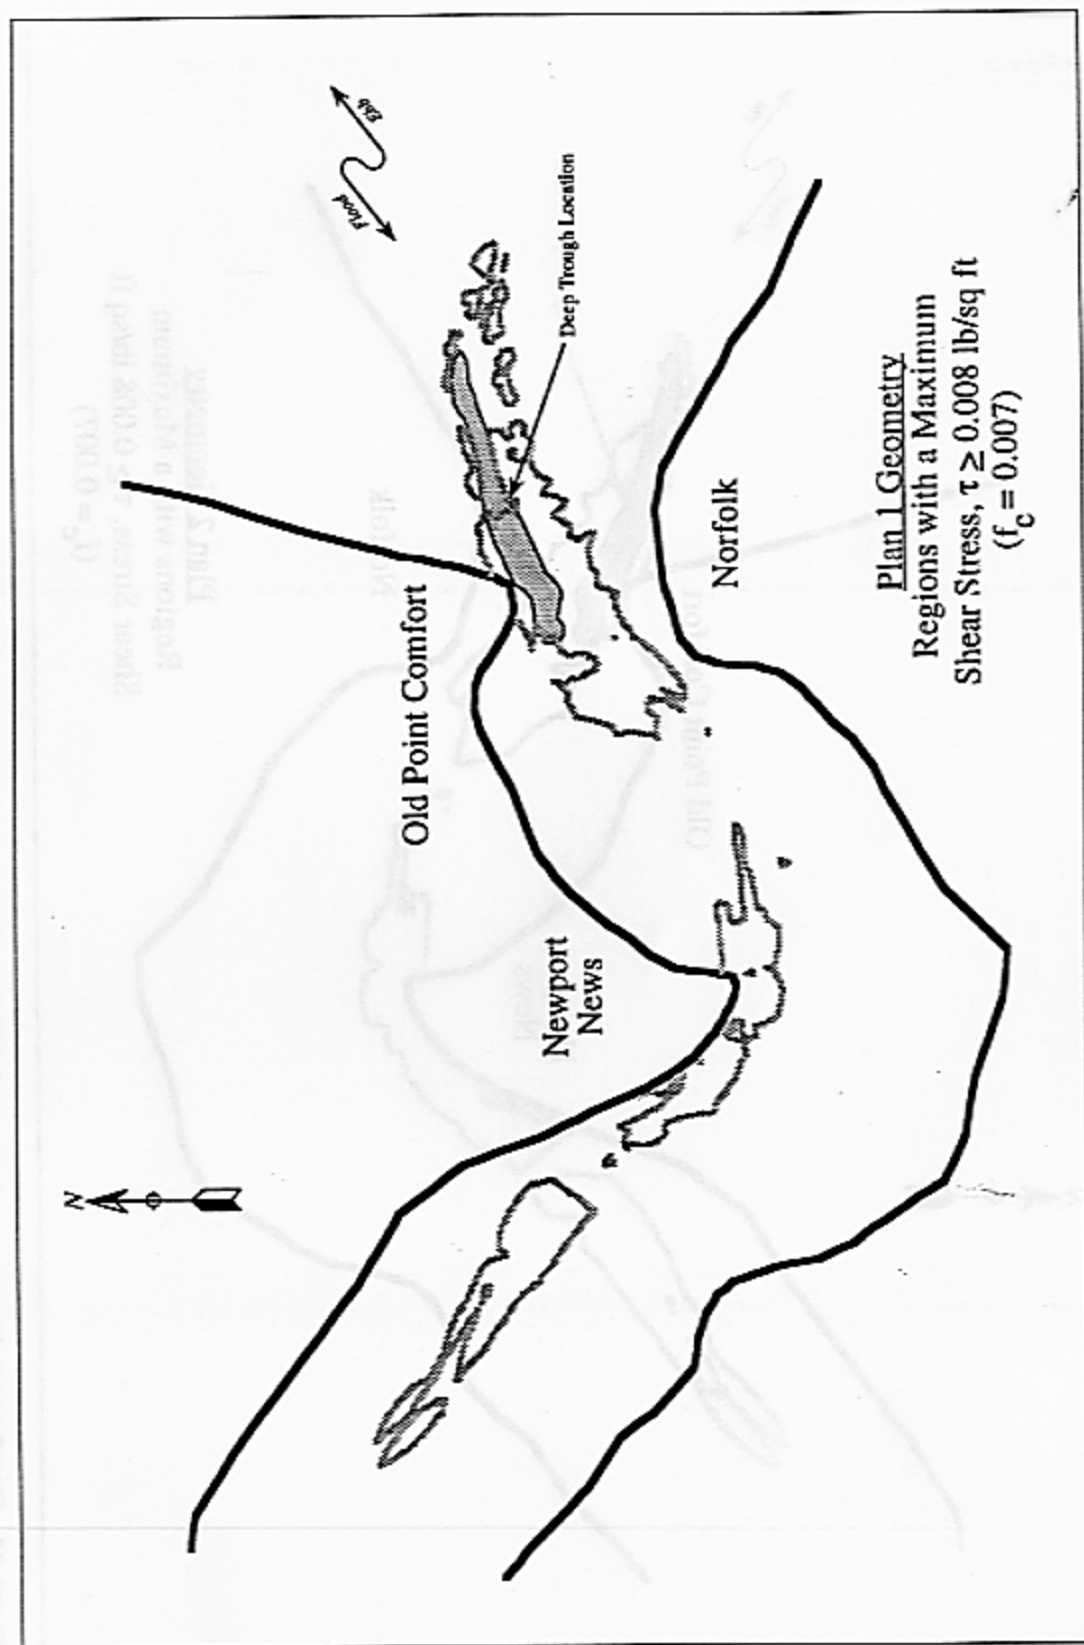 N
Flood
Ebb
Deep Trough Location
Old Point Comfort
Newport
News
Norfolk
Plan 1 Geometry
Regions with a Maximum
Shear Stress, τ ≥ 0.008 lb/sq ft
(f_c = 0.007)